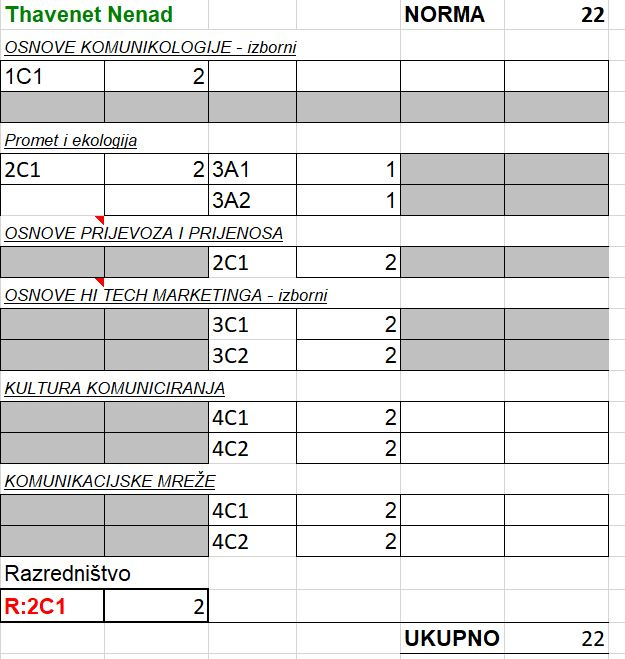 Thavenet Nenad NORMA 22
OSNOVE KOMUNIKOLOGIJE - izborni
1C1 2
Promet i ekologija
2C1 2 3A1 1
3A2 1
OSNOVE PRIJEVOZA I PRIJENOSA
2C1 2
OSNOVE HI TECH MARKETINGA - izborni
3C1 2
3C2 2
KULTURA KOMUNICIRANJA
4C1 2
4C2 2
KOMUNIKACIJSKE MREŽE
4C1 2
4C2 2
Razredništvo
R:2C1 2
UKUPNO 22